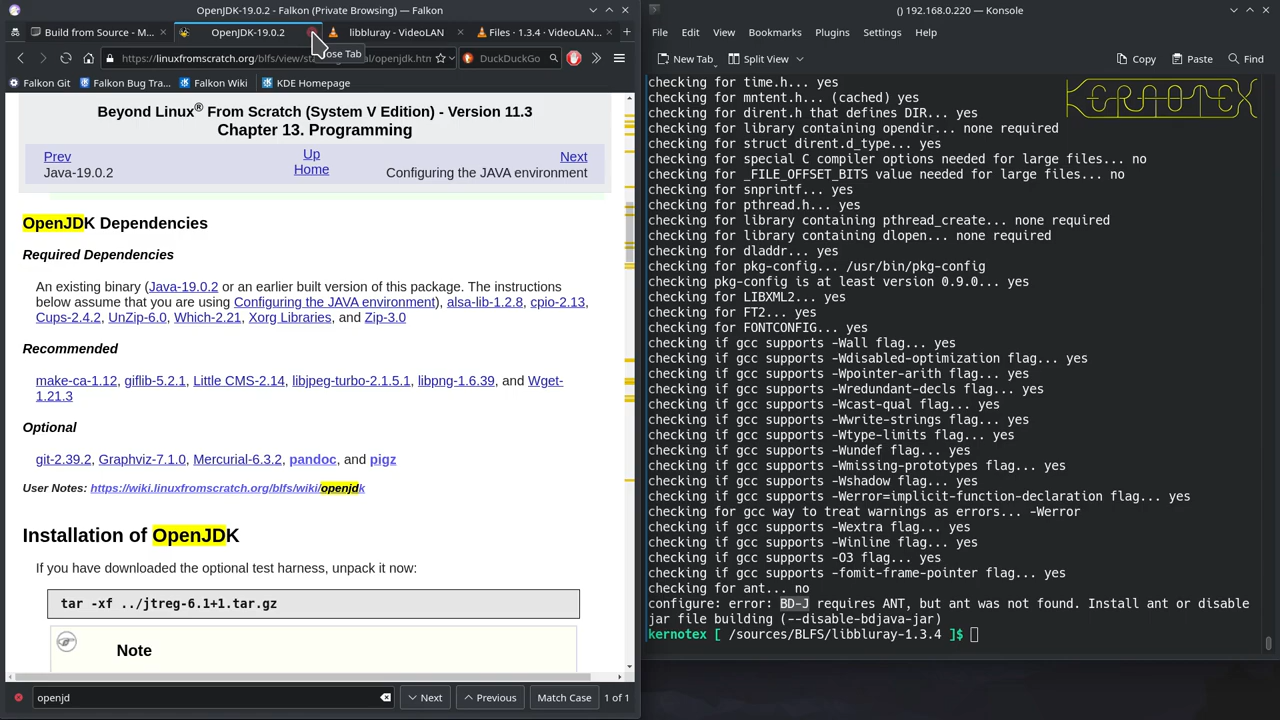 OpenJDK-19.0.2 - Falkon (Private Browsing) — Falkon
Build from Source - M...
OpenJDK-19.0.2
libbluray - VideoLAN
Files · 1.3.4 · VideoLAN...
ose Tab
https://linuxfromscratch.org/blfs/view/st
al/openjdk.htm
DuckDuckGo
Falkon Git
Falkon Bug Tra...
Falkon Wiki
KDE Homepage
Beyond Linux® From Scratch (System V Edition) - Version 11.3
Chapter 13. Programming
Prev
Up
Next
Java-19.0.2
Home
Configuring the JAVA environment
OpenJDK Dependencies
Required Dependencies
An existing binary (Java-19.0.2 or an earlier built version of this package. The instructions
below assume that you are using Configuring the JAVA environment), alsa-lib-1.2.8, cpio-2.13,
Cups-2.4.2, UnZip-6.0, Which-2.21, Xorg Libraries, and Zip-3.0
Recommended
make-ca-1.12, giflib-5.2.1, Little CMS-2.14, libjpeg-turbo-2.1.5.1, libpng-1.6.39, and Wget-
1.21.3
Optional
git-2.39.2, Graphviz-7.1.0, Mercurial-6.3.2, pandoc, and pigz
User Notes: https://wiki.linuxfromscratch.org/blfs/wiki/openjdk
Installation of OpenJDK
If you have downloaded the optional test harness, unpack it now:
tar -xf ../jtreg-6.1+1.tar.gz
Note
openjd
Next
Previous
Match Case
1 of 1
() 192.168.0.220 — Konsole
File Edit View Bookmarks Plugins Settings Help
New Tab
Split View
Copy
Paste
Find
KERNOTEX
checking for time.h... yes
checking for mntent.h... (cached) yes
checking for dirent.h that defines DIR... yes
checking for library containing opendir... none required
checking for struct dirent.d_type... yes
checking for special C compiler options needed for large files... no
checking for _FILE_OFFSET_BITS value needed for large files... no
checking for snprintf... yes
checking for pthread.h... yes
checking for library containing pthread_create... none required
checking for library containing dlopen... none required
checking for dladdr... yes
checking for pkg-config... /usr/bin/pkg-config
checking pkg-config is at least version 0.9.0... yes
checking for LIBXML2... yes
checking for FT2... yes
checking for FONTCONFIG... yes
checking if gcc supports -Wall flag... yes
checking if gcc supports -Wdisabled-optimization flag... yes
checking if gcc supports -Wpointer-arith flag... yes
checking if gcc supports -Wredundant-decls flag... yes
checking if gcc supports -Wcast-qual flag... yes
checking if gcc supports -Wwrite-strings flag... yes
checking if gcc supports -Wtype-limits flag... yes
checking if gcc supports -Wundef flag... yes
checking if gcc supports -Wmissing-prototypes flag... yes
checking if gcc supports -Wshadow flag... yes
checking if gcc supports -Werror=implicit-function-declaration flag... yes
checking for gcc way to treat warnings as errors... -Werror
checking if gcc supports -Wextra flag... yes
checking if gcc supports -Winline flag... yes
checking if gcc supports -O3 flag... yes
checking if gcc supports -fomit-frame-pointer flag... yes
checking for ant... no
configure: error: BD-J requires ANT, but ant was not found. Install ant or disable
jar file building (--disable-bdjava-jar)
kernotex [ /sources/BLFS/libbluray-1.3.4 ]$